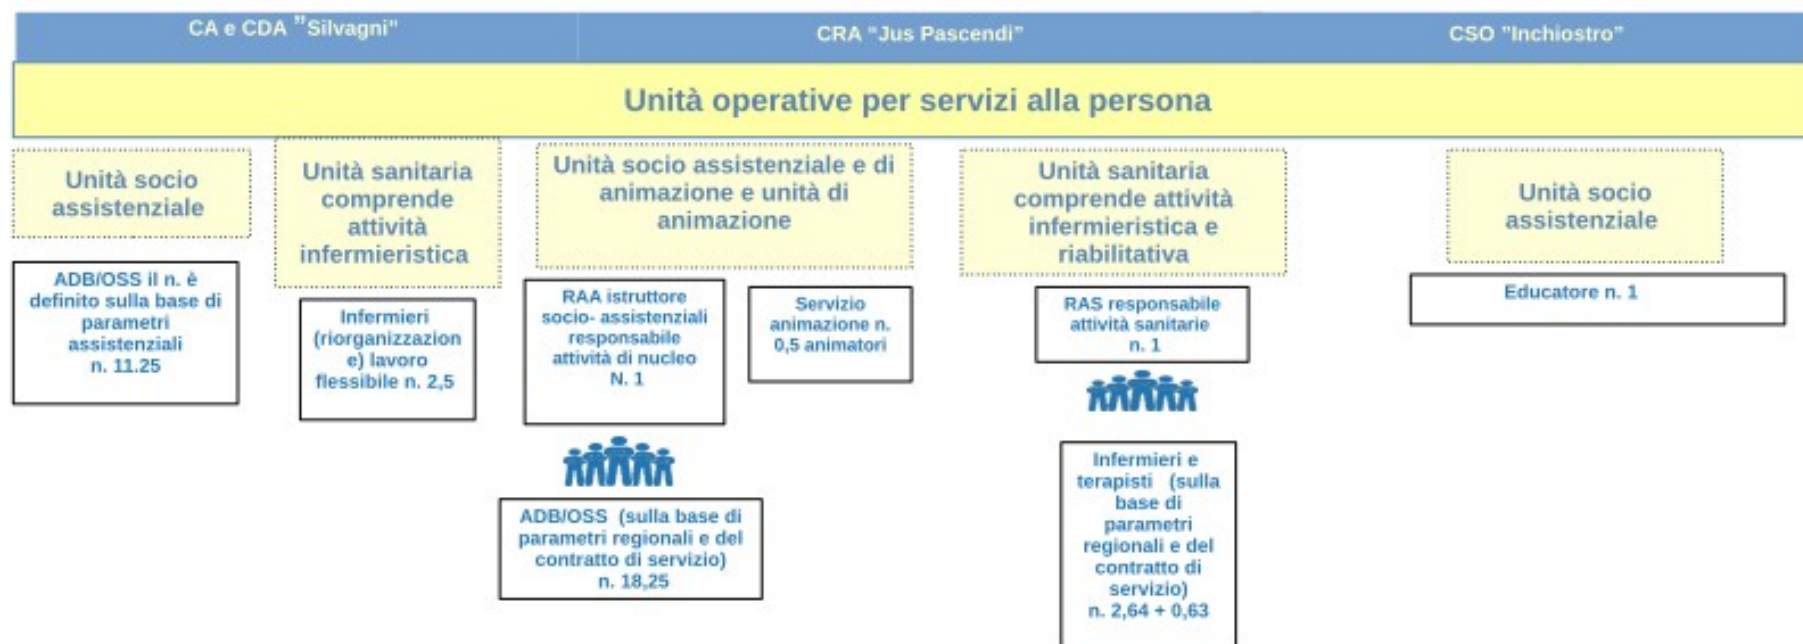 CA e CDA ”Silvagni"
CRA “Jus Pascendi”
CSO ”Inchiostro”
Unità operative per servizi alla persona
Unità socio
assistenziale
Unità sanitaria
comprende
attività
infermieristica
Unità socio assistenziale e di
animazione e unità di
animazione
Unità sanitaria
comprende attività
infermieristica e
riabilitativa
Unità socio
assistenziale
ADB/OSS il n. è
definito sulla base di
parametri
assistenziali
n. 11.25
Infermieri
(riorganizzazion
e) lavoro
flessibile n. 2,5
RAA istruttore
socio- assistenziali
responsabile
attività di nucleo
N. 1
Servizio
animazione n.
0,5 animatori
RAS responsabile
attività sanitarie
n. 1
Educatore n. 1
ADB/OSS (sulla base di
parametri regionali e del
contratto di servizio)
n. 18,25
Infermieri e
terapisti (sulla
base di
parametri
regionali e del
contratto di
servizio)
n. 2,64 + 0,63